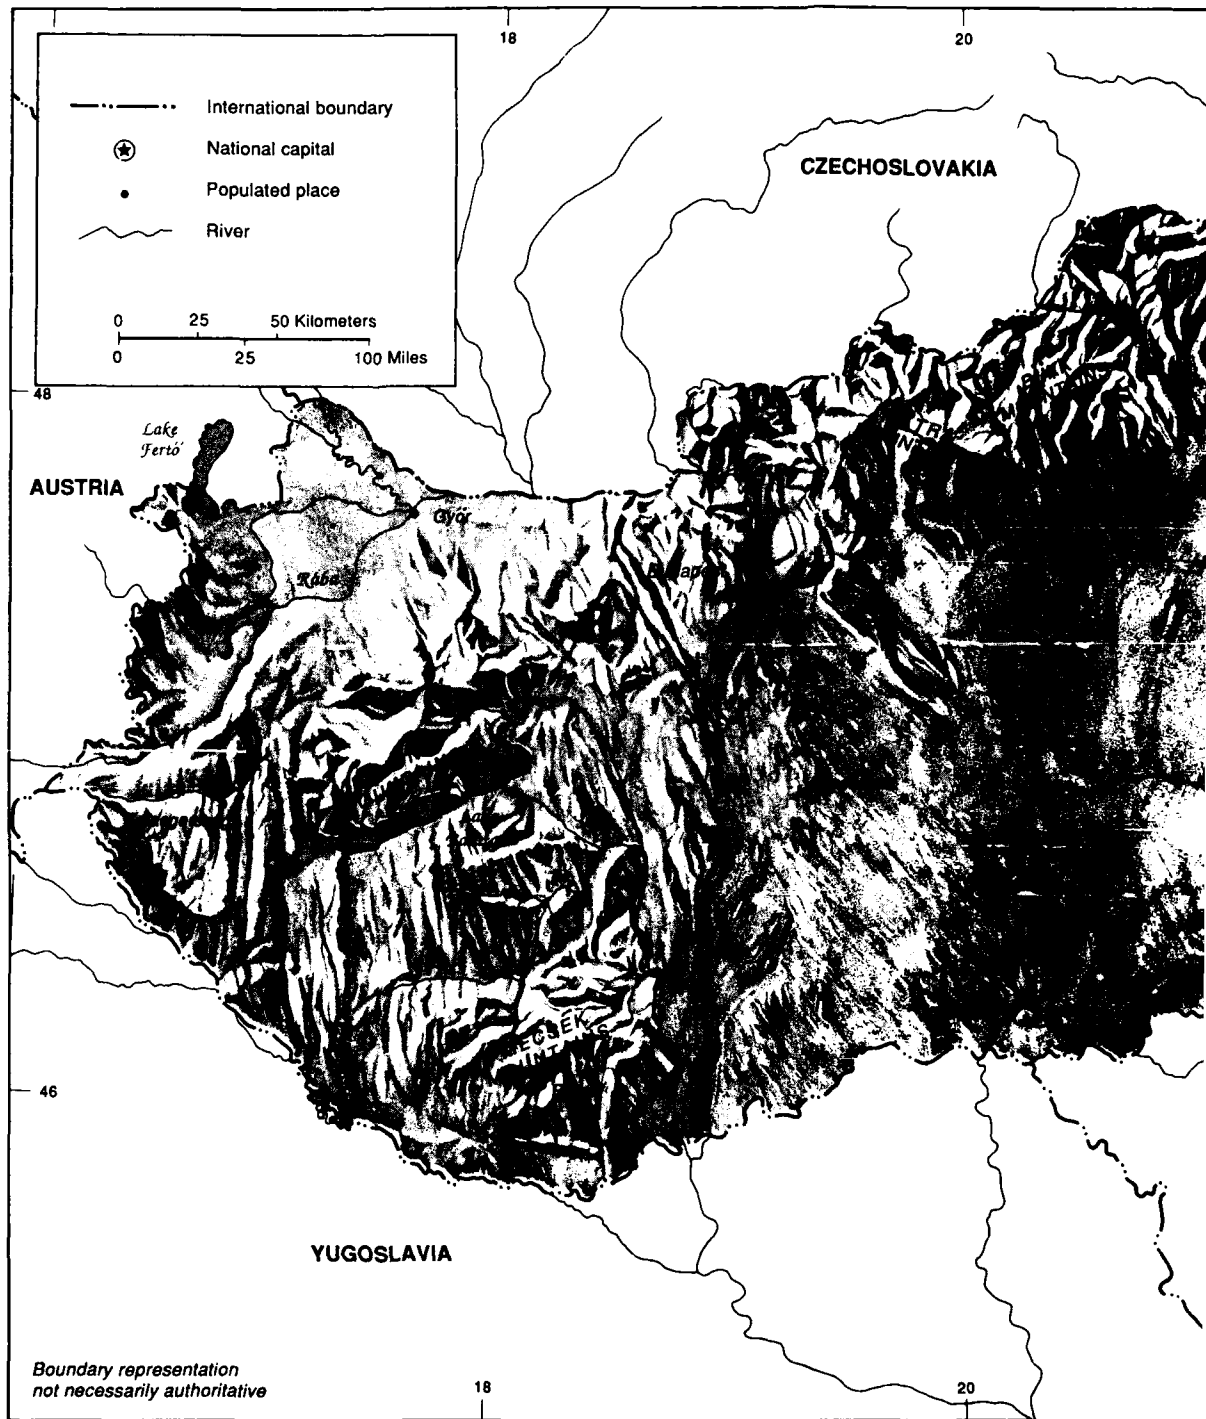 18
20
International boundary
National capital
Populated place
River
0 25 50 Kilometers
0 25 100 Miles
CZECHOSLOVAKIA
48
Lake
Fertő
AUSTRIA
Győr
Rába
46
YUGOSLAVIA
Boundary representation
not necessarily authoritative
18
20